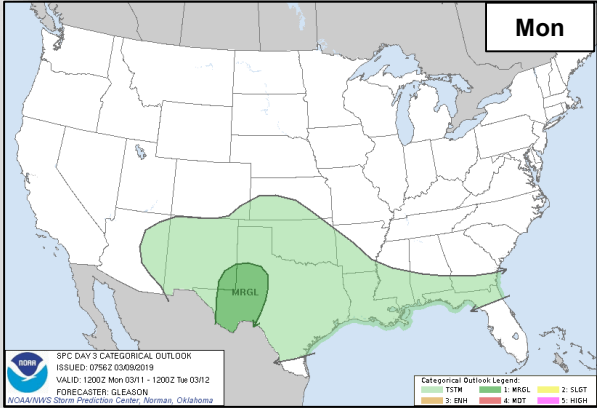 Mon
MRGL
NOAA
SPC DAY 3 CATEGORICAL OUTLOOK
ISSUED: 0756Z 03/09/2019
VALID: 1200Z Mon 03/11 - 1200Z Tue 03/12
FORECASTER: GLEASON
NOAA/NWS Storm Prediction Center, Norman, Oklahoma
Categorical Outlook Legend:
TSTM 1: MRGL 2: SLGT
3: ENH 4: MDT 5: HIGH